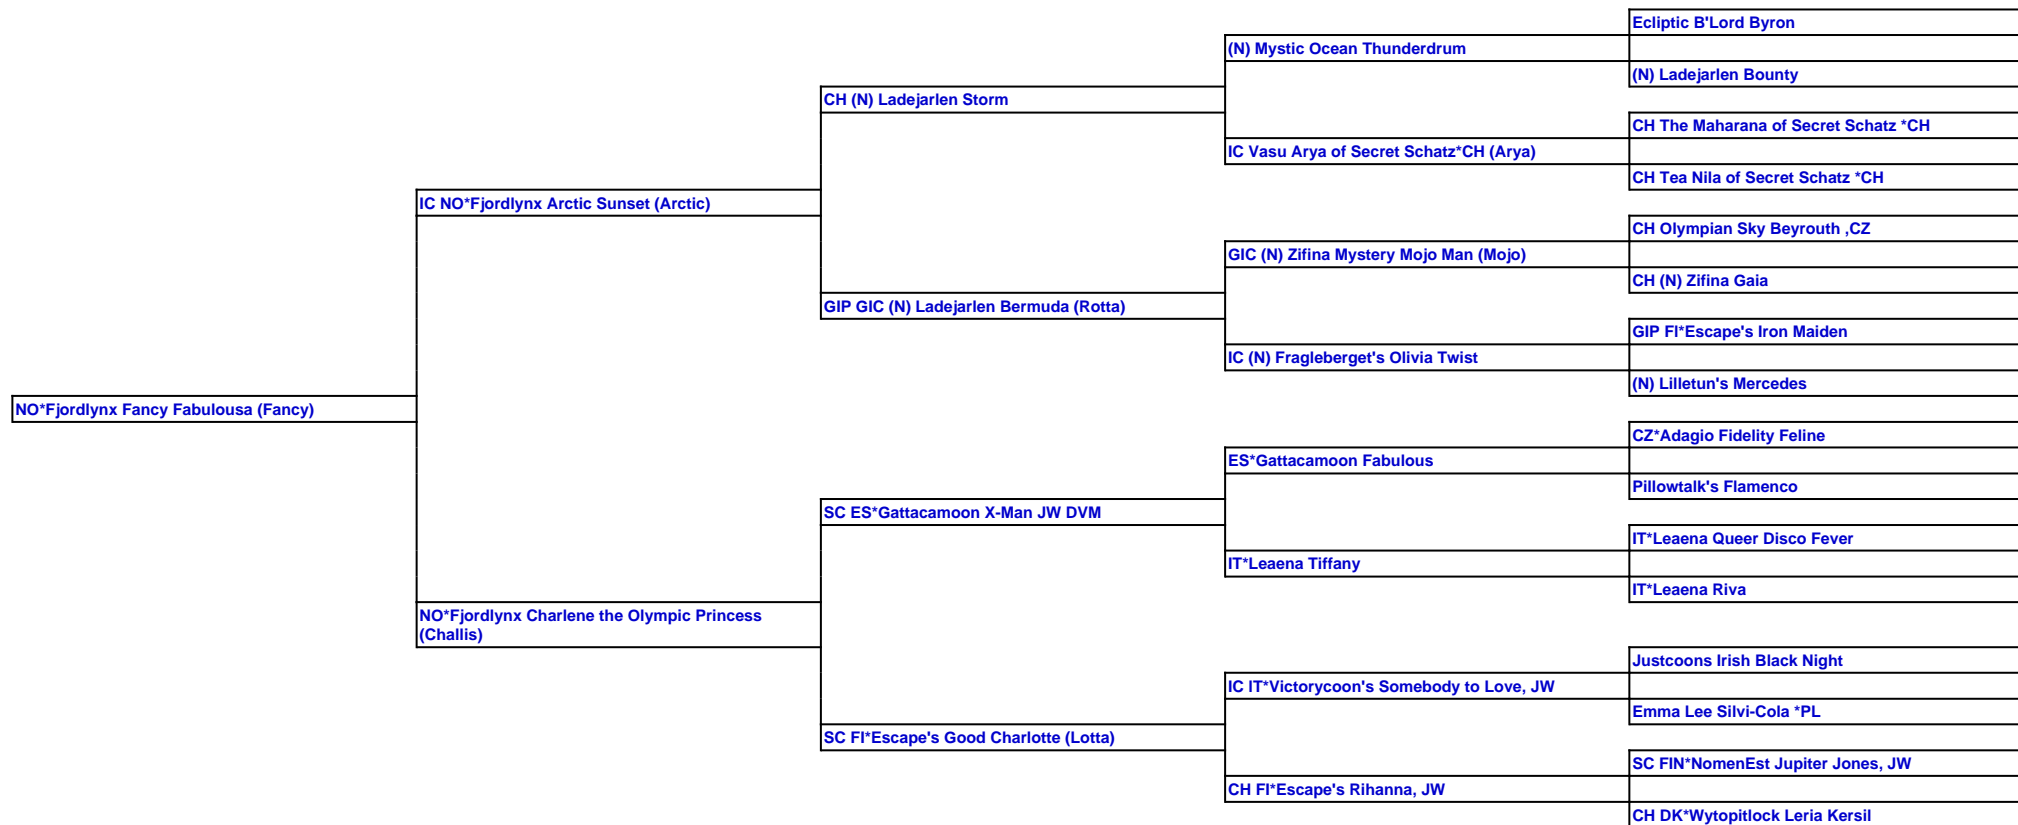 Ecliptic B'Lord Byron
(N) Mystic Ocean Thunderdrum
(N) Ladejarlen Bounty
CH (N) Ladejarlen Storm
CH The Maharana of Secret Schatz *CH
IC Vasu Arya of Secret Schatz*CH (Arya)
CH Tea Nila of Secret Schatz *CH
IC NO*Fjordlynx Arctic Sunset (Arctic)
CH Olympian Sky Beyrouth ,CZ
GIC (N) Zifina Mystery Mojo Man (Mojo)
CH (N) Zifina Gaia
GIP GIC (N) Ladejarlen Bermuda (Rotta)
GIP FI*Escape's Iron Maiden
IC (N) Fragleberget's Olivia Twist
(N) Lilletun's Mercedes
NO*Fjordlynx Fancy Fabulousa (Fancy)
CZ*Adagio Fidelity Feline
ES*Gattacamoon Fabulous
Pillowtalk's Flamenco
SC ES*Gattacamoon X-Man JW DVM
IT*Leaena Queer Disco Fever
IT*Leaena Tiffany
IT*Leaena Riva
NO*Fjordlynx Charlene the Olympic Princess
(Challis)
Justcoons Irish Black Night
IC IT*Victorycoon's Somebody to Love, JW
Emma Lee Silvi-Cola *PL
SC FI*Escape's Good Charlotte (Lotta)
SC FIN*NomenEst Jupiter Jones, JW
CH FI*Escape's Rihanna, JW
CH DK*Wytopitlock Leria Kersil